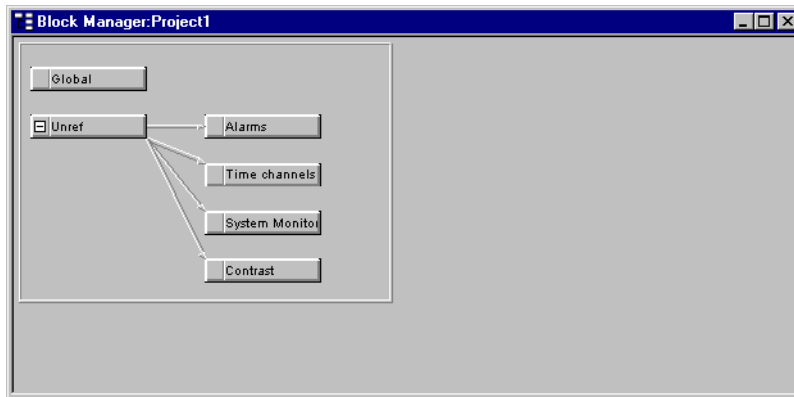 Block Manager:Project1
Global
Unref
Alarms
Time channels
System Monitor
Contrast